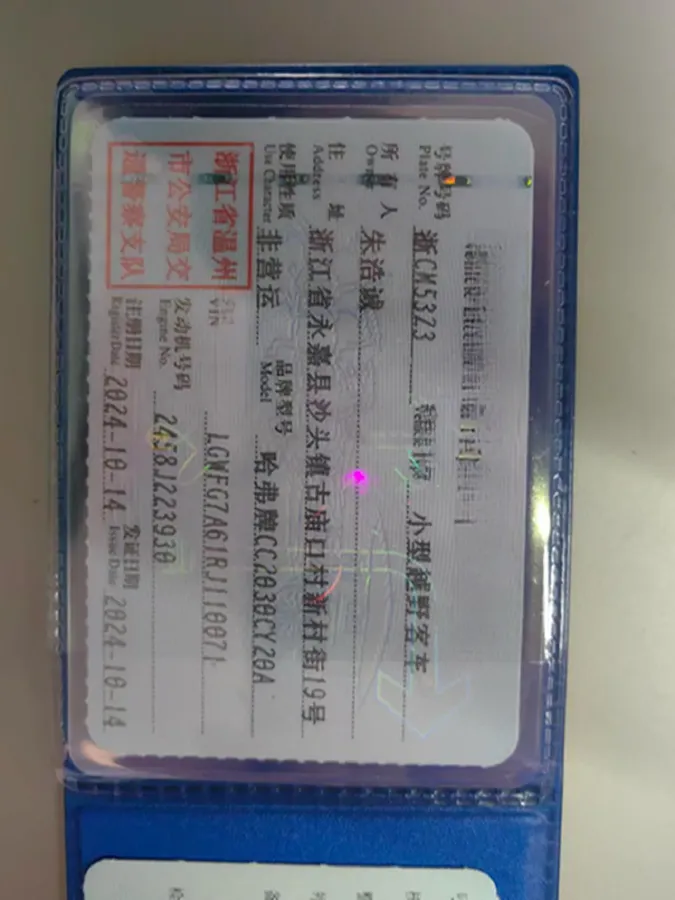 号牌号码 浙CM5323 车辆类型 小型越野客车
Plate No. Vehicle Type
所有人 朱浩诚
Owner
住址 浙江省永嘉县沙头镇古庙口村新村街19号
Address
使用性质 非营运 品牌型号 哈弗牌CC2030CY20A
Use Character Model
浙江省温州
市公安局交
通警察支队
VIN LGWFG7A61RJ110071
发动机号码 2458J223930
Engine No.
注册日期 2024-10-14 发证日期 2024-10-14
Register Date Issue Date